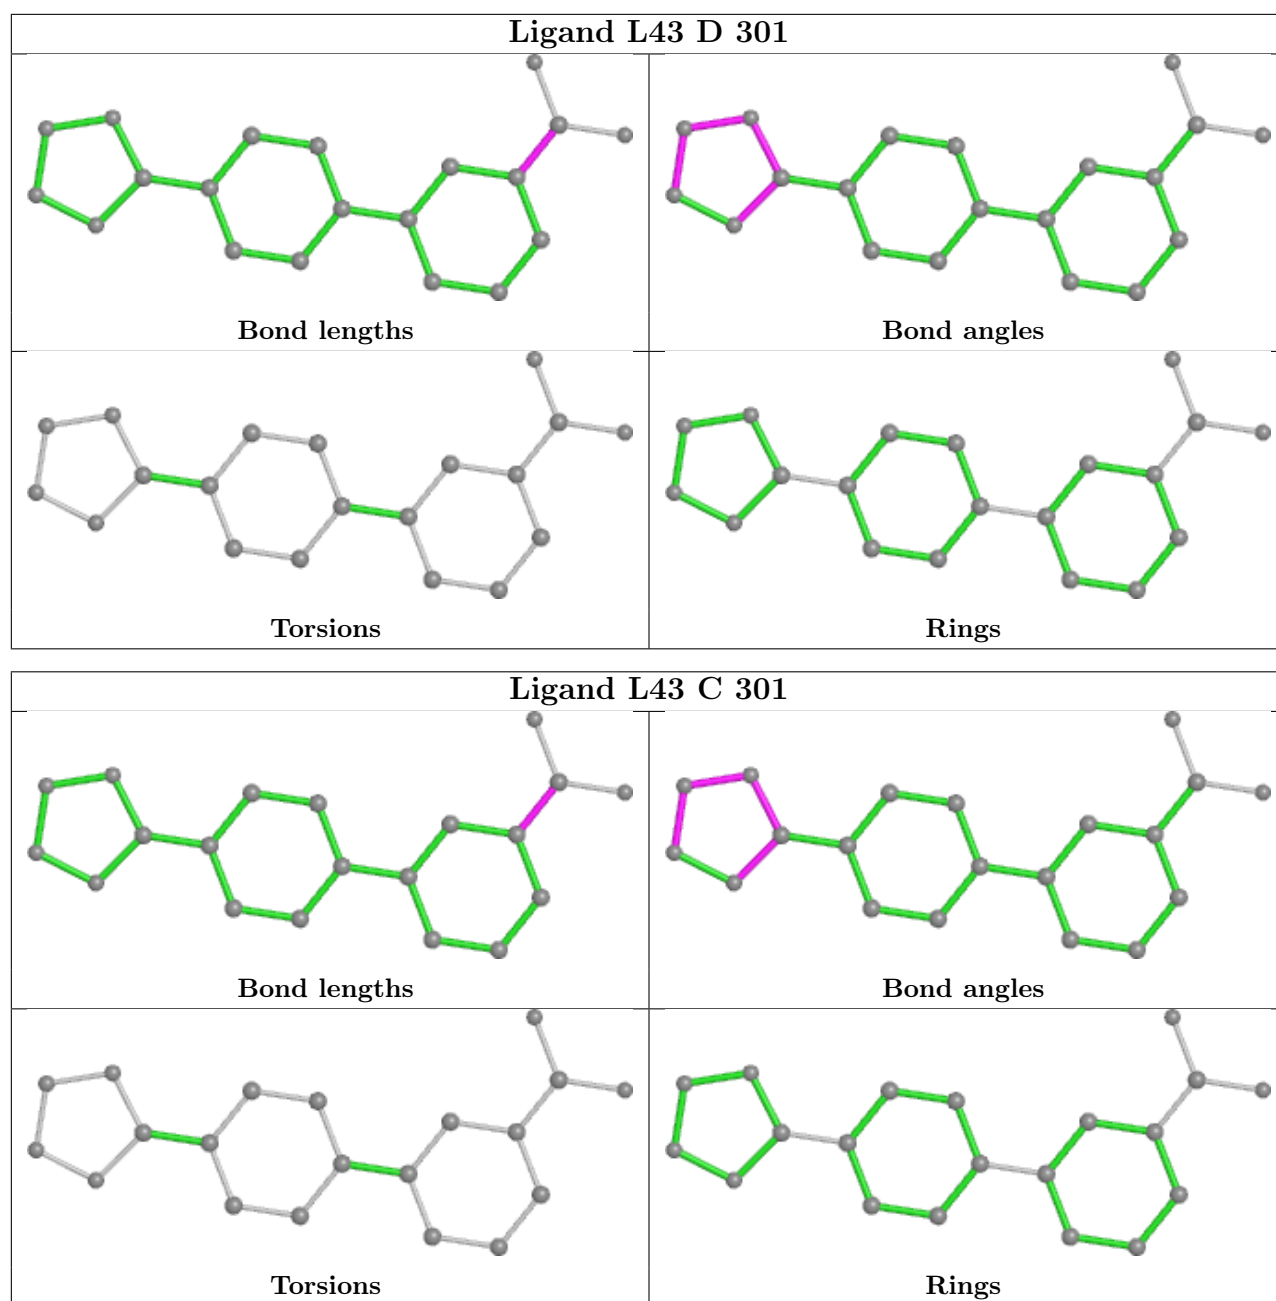 Ligand L43 D 301
Bond lengths
Bond angles
Torsions
Rings
Ligand L43 C 301
Bond lengths
Bond angles
Torsions
Rings